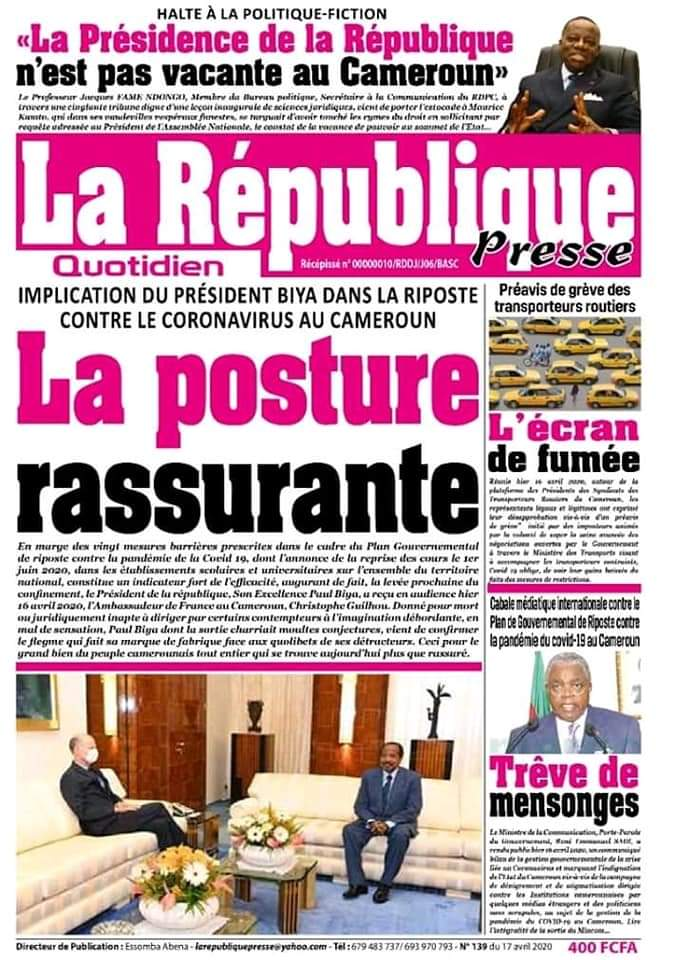 HALTE À LA POLITIQUE-FICTION
«La Présidence de la République
n'est pas vacante au Cameroun»
Le Professeur Jacques FAME NDONGO, Membre du Bureau politique, Secrétaire à la Communication du RDPC, à
travers une cinglante tribune digne d'une leçon inaugurale de sciences juridiques, vient de porter l'estocade à Maurice
Kamto, qui dans ses vaudevilles vespéraux funestes, se targuait d'avoir touché les cymes du droit en sollicitant par
requête adressée au Président de l'Assemblée Nationale, le constat de la vacance de pouvoir au sommet de l'Etat...
La République
Presse
Quotidien
Récépissé n° 00000010/RDDJ/J06/BASC
IMPLICATION DU PRÉSIDENT BIYA DANS LA RIPOSTE
CONTRE LE CORONAVIRUS AU CAMEROUN
La posture
rassurante
En marge des vingt mesures barrières prescrites dans le cadre du Plan Gouvernemental
de riposte contre la pandémie de la Covid 19, dont l'annonce de la reprise des cours le 1er
juin 2020, dans les établissements scolaires et universitaires sur l'ensemble du territoire
national, constitue un indicateur fort de l'efficacité, augurant de fait, la levée prochaine du
confinement, le Président de la république, Son Excellence Paul Biya, a reçu en audience hier
16 avril 2020, l'Ambassadeur de France au Cameroun, Christophe Guilhou. Donné pour mort
ou juridiquement inapte à diriger par certains contempteurs à l'imagination débordante, en
mal de sensation, Paul Biya dont la sortie charriait moultes conjectures, vient de confirmer
le flegme qui fait sa marque de fabrique face aux quolibets de ses détracteurs. Ceci pour le
grand bien du peuple camerounais tout entier qui se trouve aujourd'hui plus que rassuré.
Préavis de grève des
transporteurs routiers
L'écran
de fumée
Réunie hier 16 avril 2020, autour de la
plateforme des Présidents des Syndicats des
Transporteurs Routiers du Cameroun, les
représentants légaux et légitimes ont exprimé
leur désapprobation vis-à-vis d'un préavis
de grève" initié par des imposteurs animés
par la volonté de saper la seine avancée des
négociations ouvertes par le Gouvernement
à travers le Ministère des Transports visant
à accompagner les transporteurs contraints,
Covid 19 oblige, de voir leur gains baissés du
faits des mesures de restrictions.
Cabale médiatique internationale contre le
Plan de Gouvernemental de Riposte contre
la pandémie du covid-19 au Cameroun
Trêve de
mensonges
Le Ministre de la Communication, Porte-Parole
du Gouvernement, René Emmanuel SADI, a
rendu public hier 16 avril 2020, un communiqué
bilan de la gestion gouvernementale de la crise
liée au Coronavirus et marquant l'indignation
de l'Etat du Cameroun vis-à-vis de la campagne
de dénigrement et de stigmatisation dirigée
contre les Institutions camerounaises par
quelques médias étrangers et des politiciens
sans scrupules, au sujet de la gestion de la
pandémie du COVID-19 au Cameroun. Lire
l'intégralité de la sortie du Mincom...
Directeur de Publication : Essomba Abena - larepubliquepresse@yahoo.com - Tél : 679 483 737/ 693 970 793 - N° 139 du 17 avril 2020 400 FCFA